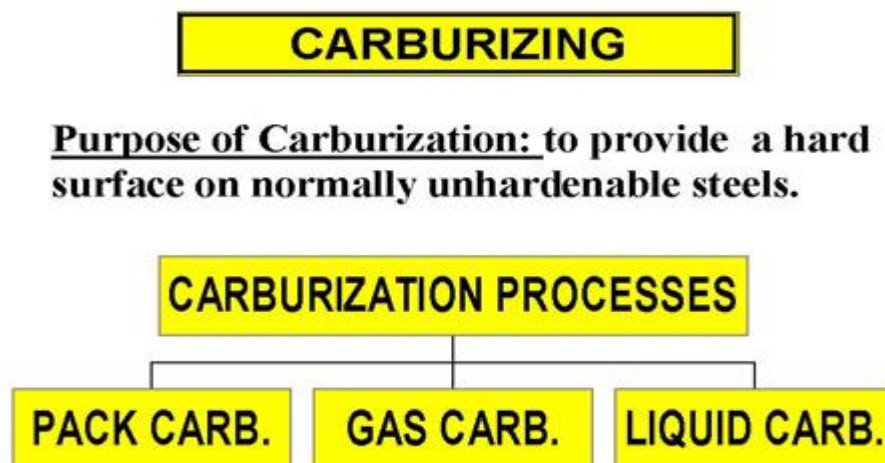 CARBURIZING
Purpose of Carburization: to provide a hard
surface on normally unhardenable steels.
CARBURIZATION PROCESSES
PACK CARB.
GAS CARB.
LIQUID CARB.